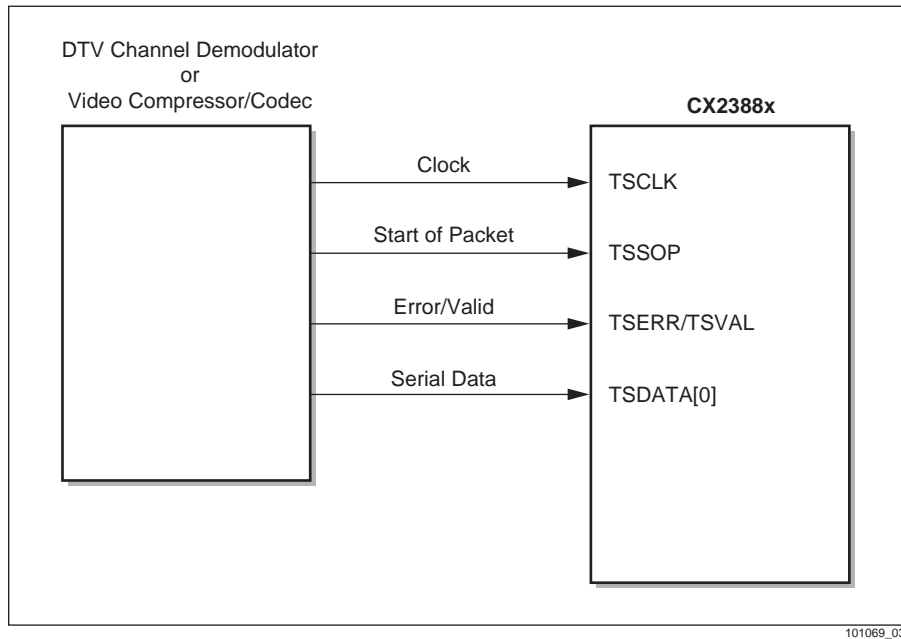 DTV Channel Demodulator
or
Video Compressor/Codec
CX2388x
Clock
TSCLK
Start of Packet
TSSOP
Error/Valid
TSERR/TSVAL
Serial Data
TSDATA[0]